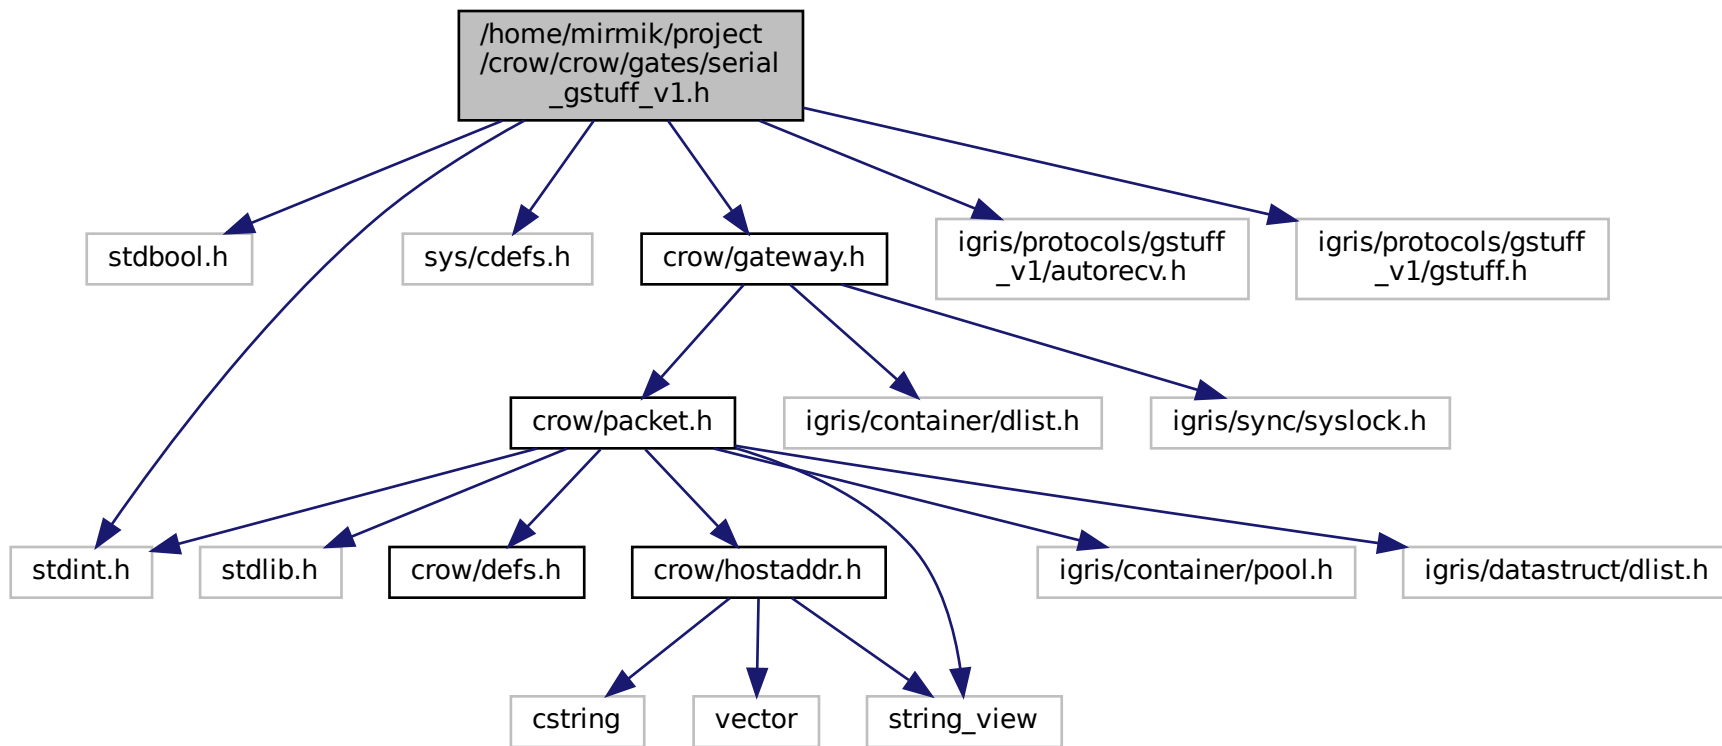 /home/mirmik/project
/crow/crow/gates/serial
_gstuff_v1.h
stdbool.h
sys/cdefs.h
crow/gateway.h
igris/protocols/gstuff
_v1/autorecv.h
igris/protocols/gstuff
_v1/gstuff.h
crow/packet.h
igris/container/dlist.h
igris/sync/syslock.h
stdint.h
stdlib.h
crow/defs.h
crow/hostaddr.h
igris/container/pool.h
igris/datastruct/dlist.h
cstring
vector
string_view